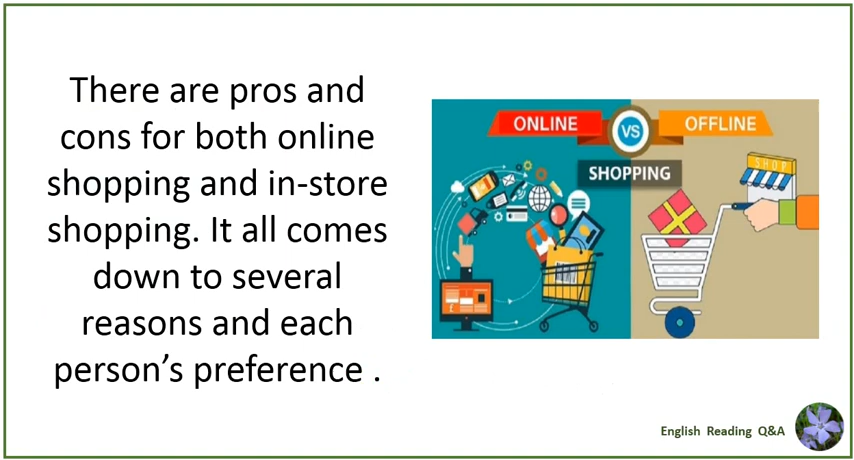 There are pros and
cons for both online
shopping and in-store
shopping. It all comes
down to several
reasons and each
person’s preference .
ONLINE VS OFFLINE
SHOPPING
SHOP
English Reading Q&A